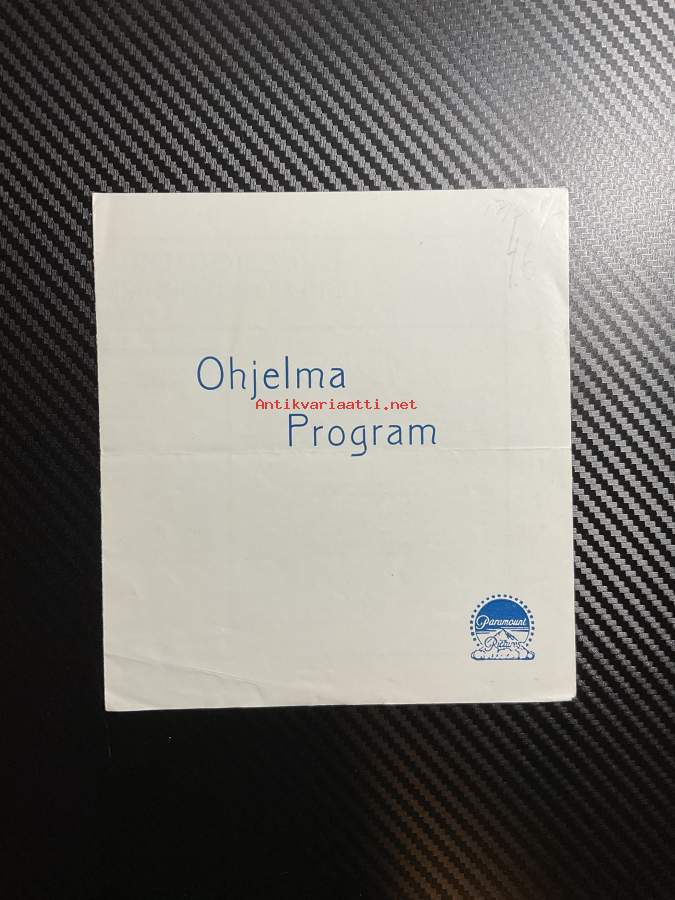 Ohjelma
Antikvariaatti.net
Program
Paramount
Pictures